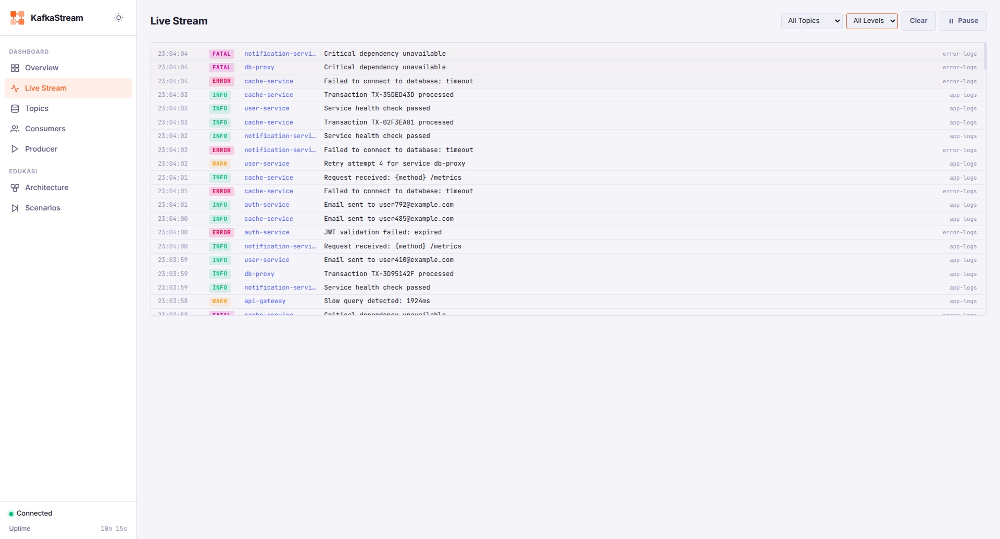 KafkaStream
DASHBOARD
Overview
Live Stream
Topics
Consumers
Producer
EDUKASI
Architecture
Scenarios
Connected
Uptime 10m 15s
Live Stream All Topics All Levels Clear Pause
23:04:04 FATAL notification-servi… Critical dependency unavailable error-logs
23:04:04 FATAL db-proxy Critical dependency unavailable error-logs
23:04:04 ERROR cache-service Failed to connect to database: timeout error-logs
23:04:03 INFO cache-service Transaction TX-35DED43D processed app-logs
23:04:03 INFO user-service Service health check passed app-logs
23:04:03 INFO cache-service Transaction TX-02F3EA01 processed app-logs
23:04:02 INFO notification-servi… Service health check passed app-logs
23:04:02 ERROR notification-servi… Failed to connect to database: timeout error-logs
23:04:02 WARN user-service Retry attempt 4 for service db-proxy app-logs
23:04:01 INFO cache-service Request received: {method} /metrics app-logs
23:04:01 ERROR cache-service Failed to connect to database: timeout error-logs
23:04:01 INFO auth-service Email sent to user792@example.com app-logs
23:04:00 INFO cache-service Email sent to user485@example.com app-logs
23:04:00 ERROR auth-service JWT validation failed: expired error-logs
23:04:00 INFO notification-servi… Request received: {method} /metrics app-logs
23:03:59 INFO user-service Email sent to user410@example.com app-logs
23:03:59 INFO db-proxy Transaction TX-3D95142F processed app-logs
23:03:59 INFO notification-servi… Service health check passed app-logs
23:03:58 WARN api-gateway Slow query detected: 1924ms app-logs
23:03:58 FATAL cache-service Critical dependency unavailable error-logs